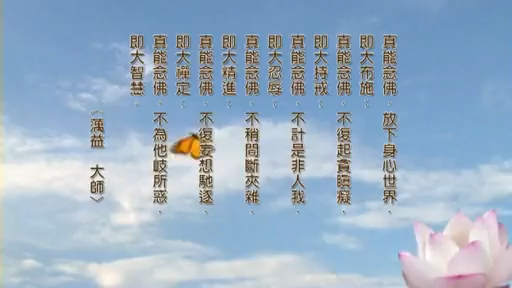 真能念佛，放下身心世界，
即大布施。
真能念佛，不復起貪瞋癡，
即大持戒。
真能念佛，不計是非人我，
即大忍辱。
真能念佛，不稍間斷夾雜，
即大精進。
真能念佛，不復妄想馳逐，
即大禪定。
真能念佛，不為他岐所惑，
即大智慧。
（蕅益 大師）